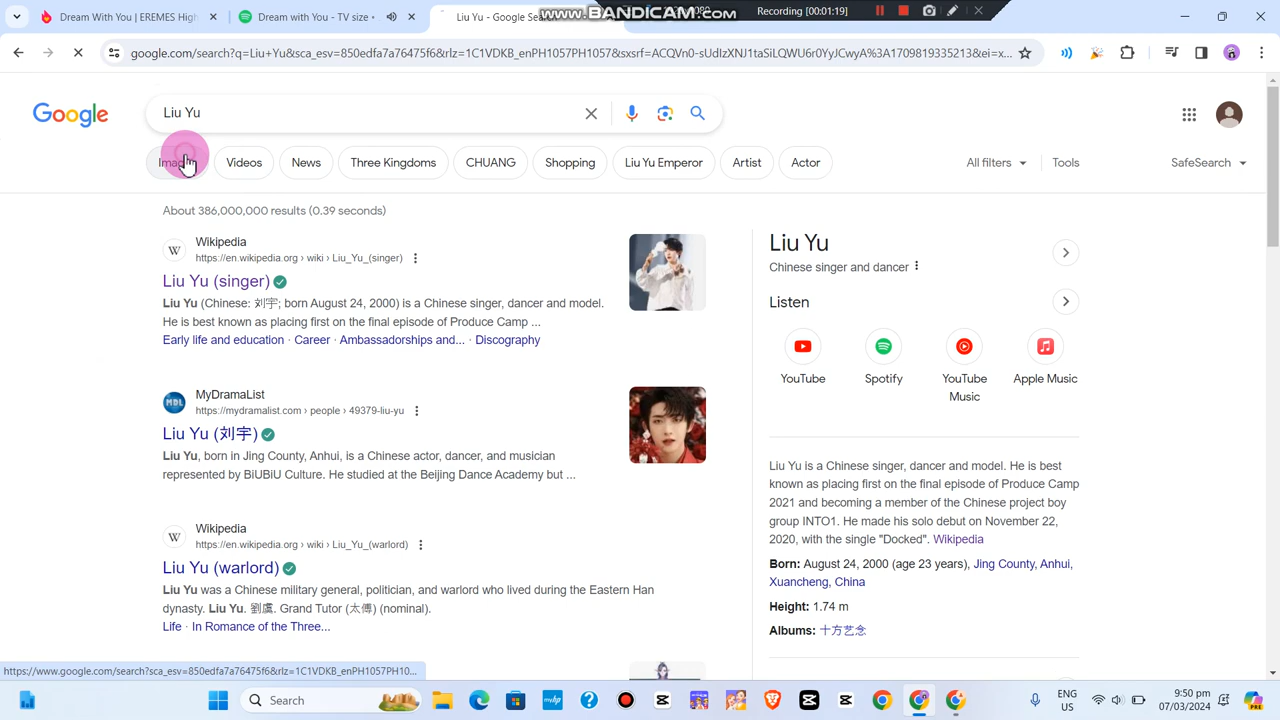 Dream With You | EREMES High
Dream with you - TV size
Liu Yu - Google Sear
www.BANDICAM.com
Recording [00:01:19]
google.com/search?q=Liu+Yu&sca_esv=850edfa7a76475f6&rlz=1C1VDKB_enPH1057PH1057&sxsrf=ACQVn0-sUdIzXNJ1taSiLQWU6r0YyJCwyA%3A1709819335213&ei=x...
Google
Liu Yu
Images
Videos
News
Three Kingdoms
CHUANG
Shopping
Liu Yu Emperor
Artist
Actor
All filters
Tools
SafeSearch
About 386,000,000 results (0.39 seconds)
W
Wikipedia
https://en.wikipedia.org › wiki › Liu_Yu_(singer)
Liu Yu (singer)
Liu Yu (Chinese: 刘宇; born August 24, 2000) is a Chinese singer, dancer and model.
He is best known as placing first on the final episode of Produce Camp ...
Early life and education · Career · Ambassadorships and... · Discography
MDL
MyDramaList
https://mydramalist.com › people › 49379-liu-yu
Liu Yu (刘宇)
Liu Yu, born in Jing County, Anhui, is a Chinese actor, dancer, and musician
represented by BiUBiU Culture. He studied at the Beijing Dance Academy but ...
W
Wikipedia
https://en.wikipedia.org › wiki › Liu_Yu_(warlord)
Liu Yu (warlord)
Liu Yu was a Chinese military general, politician, and warlord who lived during the Eastern Han
dynasty. Liu Yu. 劉虞. Grand Tutor (太傅) (nominal).
Life · In Romance of the Three...
Liu Yu
Chinese singer and dancer
Listen
YouTube
Spotify
YouTube Music
Apple Music
Liu Yu is a Chinese singer, dancer and model. He is best
known as placing first on the final episode of Produce Camp
2021 and becoming a member of the Chinese project boy
group INTO1. He made his solo debut on November 22,
2020, with the single "Docked". Wikipedia
Born: August 24, 2000 (age 23 years), Jing County, Anhui,
Xuancheng, China
Height: 1.74 m
Albums: 十方艺念
https://www.google.com/search?sca_esv=850edfa7a76475f6&rlz=1C1VDKB_enPH1057PH10...
Search
ENG
US
9:50 pm
07/03/2024